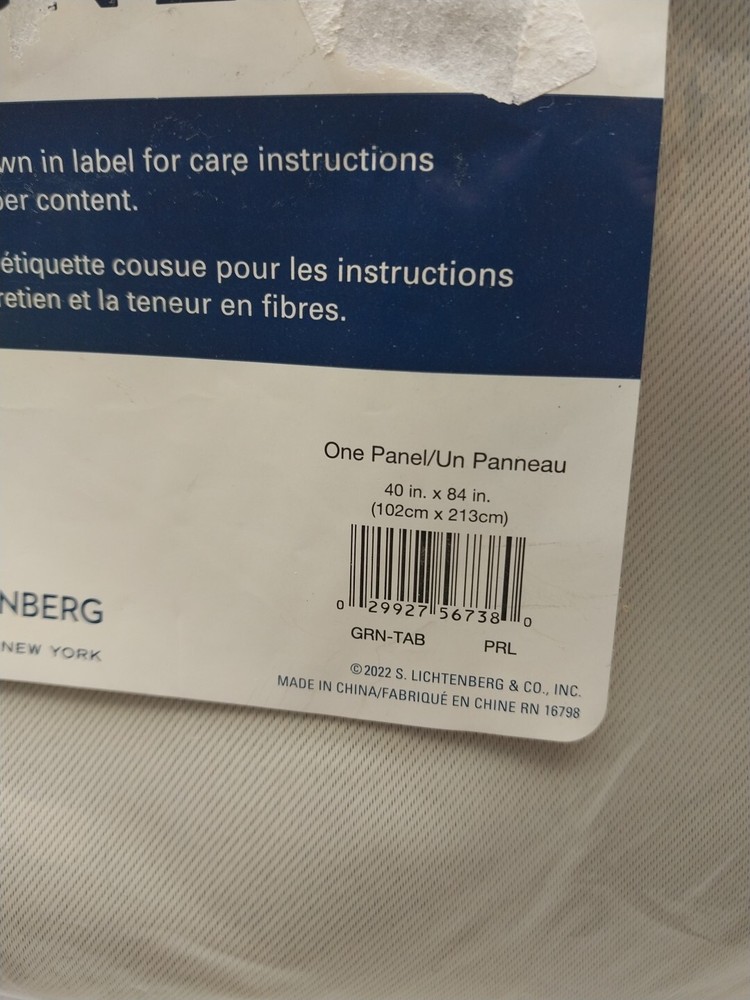 wn in label for care instructions
per content.
étiquette cousue pour les instructions
retien et la teneur en fibres.
One Panel/Un Panneau
40 in. x 84 in.
(102cm x 213cm)
0 29927 56738 0
GRN-TAB PRL
NBERG
NEW YORK
©2022 S. LICHTENBERG & CO., INC.
MADE IN CHINA/FABRIQUÉ EN CHINE RN 16798